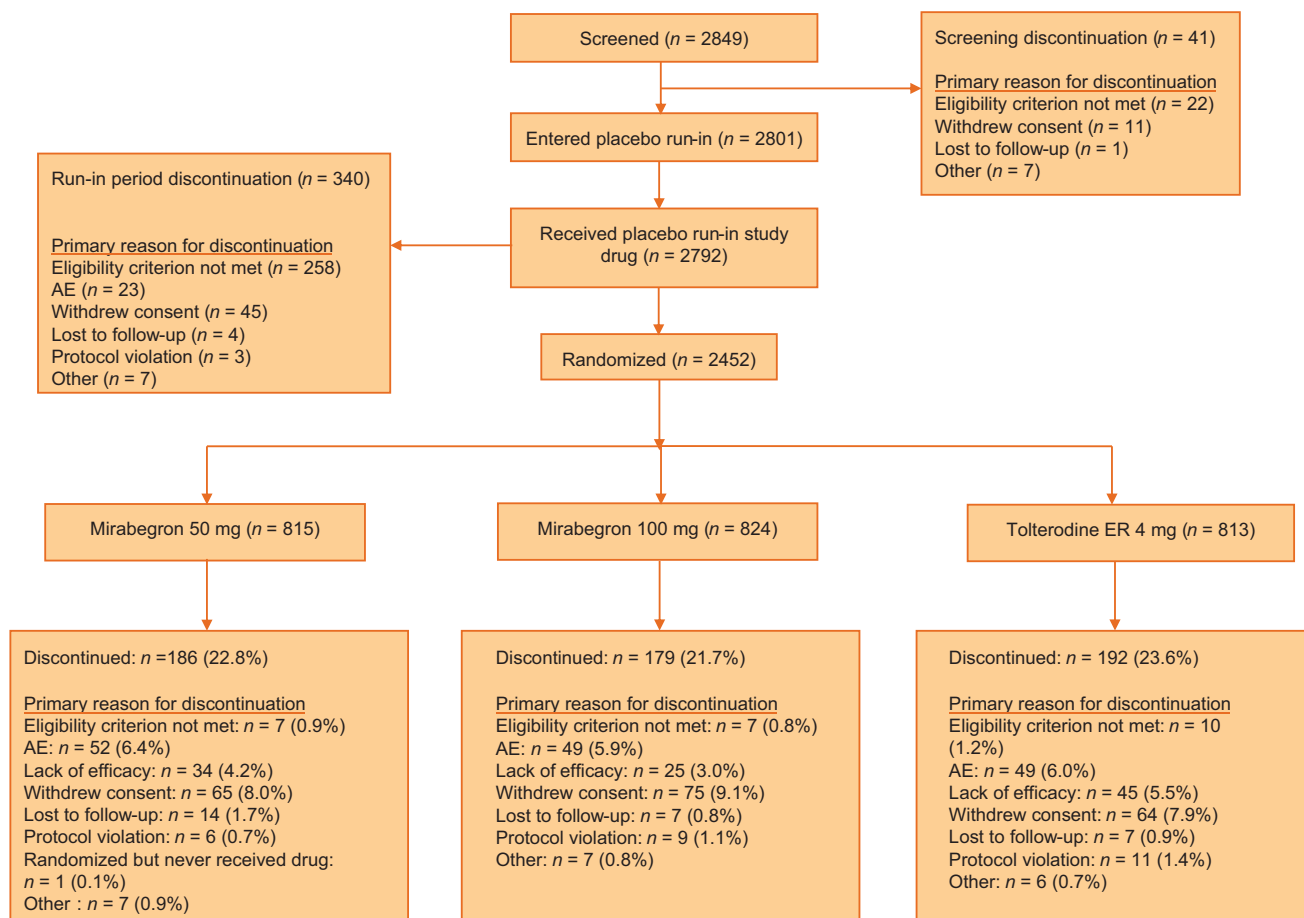 Screened (n = 2849)
Screening discontinuation (n = 41)
Primary reason for discontinuation
Eligibility criterion not met (n = 22)
Withdrew consent (n = 11)
Lost to follow-up (n = 1)
Other (n = 7)
Entered placebo run-in (n = 2801)
Run-in period discontinuation (n = 340)
Primary reason for discontinuation
Eligibility criterion not met (n = 258)
AE (n = 23)
Withdrew consent (n = 45)
Lost to follow-up (n = 4)
Protocol violation (n = 3)
Other (n = 7)
Received placebo run-in study
drug (n = 2792)
Randomized (n = 2452)
Mirabegron 50 mg (n = 815)
Mirabegron 100 mg (n = 824)
Tolterodine ER 4 mg (n = 813)
Discontinued: n =186 (22.8%)
Primary reason for discontinuation
Eligibility criterion not met: n = 7 (0.9%)
AE: n = 52 (6.4%)
Lack of efficacy: n = 34 (4.2%)
Withdrew consent: n = 65 (8.0%)
Lost to follow-up: n = 14 (1.7%)
Protocol violation: n = 6 (0.7%)
Randomized but never received drug:
n = 1 (0.1%)
Other : n = 7 (0.9%)
Discontinued: n = 179 (21.7%)
Primary reason for discontinuation
Eligibility criterion not met: n = 7 (0.8%)
AE: n = 49 (5.9%)
Lack of efficacy: n = 25 (3.0%)
Withdrew consent: n = 75 (9.1%)
Lost to follow-up: n = 7 (0.8%)
Protocol violation: n = 9 (1.1%)
Other: n = 7 (0.8%)
Discontinued: n = 192 (23.6%)
Primary reason for discontinuation
Eligibility criterion not met: n = 10
(1.2%)
AE: n = 49 (6.0%)
Lack of efficacy: n = 45 (5.5%)
Withdrew consent: n = 64 (7.9%)
Lost to follow-up: n = 7 (0.9%)
Protocol violation: n = 11 (1.4%)
Other: n = 6 (0.7%)